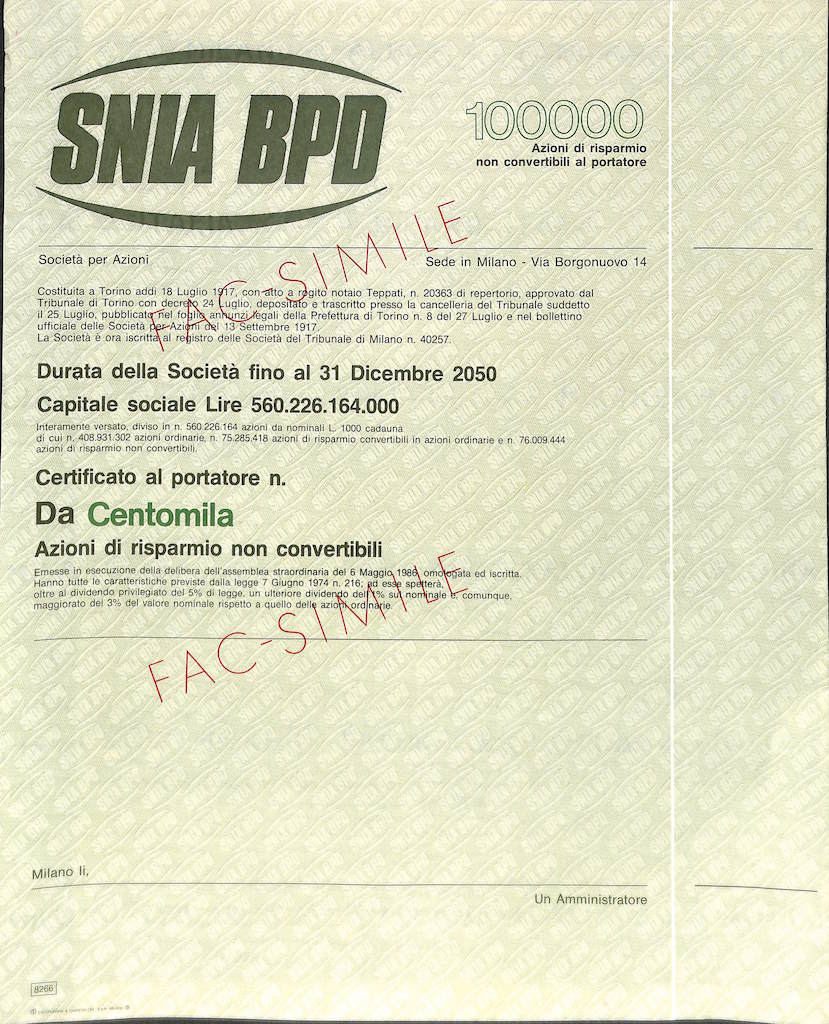 SNIA BPD
100000
Azioni di risparmio
non convertibili al portatore
FAC-SIMILE
Società per Azioni
Sede in Milano - Via Borgonuovo 14
Costituita a Torino addì 18 Luglio 1917, con atto a rogito notaio Teppati, n. 20363 di repertorio, approvato dal
Tribunale di Torino con decreto 24 Luglio, depositato e trascritto presso la cancelleria del Tribunale suddetto
il 25 Luglio, pubblicato nel foglio annunzi legali della Prefettura di Torino n. 8 del 27 Luglio e nel bollettino
ufficiale delle Società per Azioni del 13 Settembre 1917.
La Società è ora iscritta al registro delle Società del Tribunale di Milano n. 40257.
Durata della Società fino al 31 Dicembre 2050
Capitale sociale Lire 560.226.164.000
Interamente versato, diviso in n. 560.226.164 azioni da nominali L. 1000 cadauna
di cui n. 408.931.302 azioni ordinarie, n. 75.285.418 azioni di risparmio convertibili in azioni ordinarie e n. 76.009.444
azioni di risparmio non convertibili.
Certificato al portatore n.
Da Centomila
Azioni di risparmio non convertibili
Emesse in esecuzione della delibera dell'assemblea straordinaria del 6 Maggio 1986, omologata ed iscritta.
Hanno tutte le caratteristiche previste dalla legge 7 Giugno 1974 n. 216; ad esse spetterà,
oltre al dividendo privilegiato del 5% di legge, un ulteriore dividendo dell'1% sul nominale e, comunque,
maggiorato del 3% del valore nominale rispetto a quello delle azioni ordinarie.
FAC-SIMILE
Milano lì,
Un Amministratore
8266